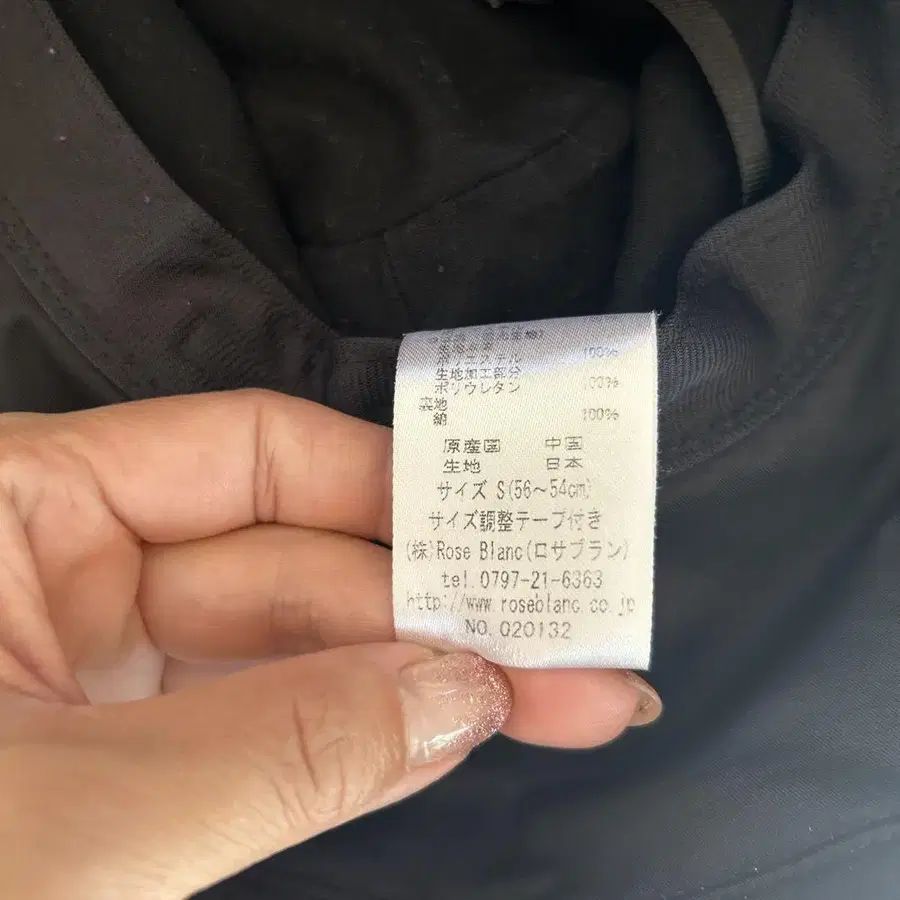 ポリエステル 100%
生地加工部分
ポリウレタン 100%
裏地
綿 100%
原産国 中国
生地 日本
サイズ S(56～54cm)
サイズ調整テープ付き
(株)Rose Blanc(ロサブラン)
tel.0797-21-6363
http://www.roseblanc.co.jp
NO.020132